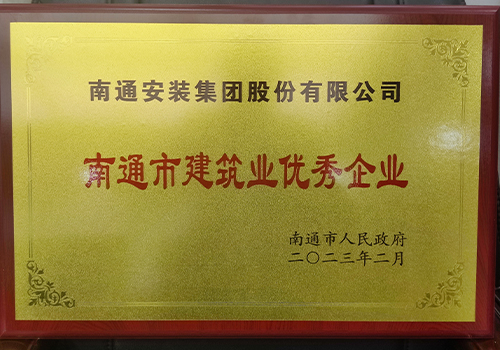 南通安装集团股份有限公司
南通市建筑业优秀企业
南通市人民政府
二〇二三年二月